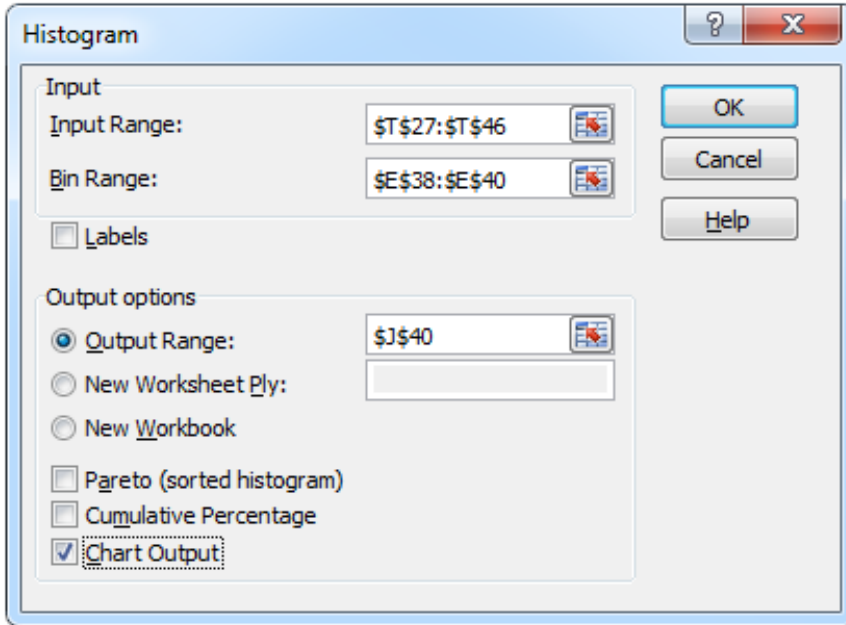 Histogram
?
X
Input
Input Range: $T$27:$T$46
Bin Range: $E$38:$E$40
Labels
Output options
Output Range: $J$40
New Worksheet Ply:
New Workbook
Pareto (sorted histogram)
Cumulative Percentage
Chart Output
OK
Cancel
Help